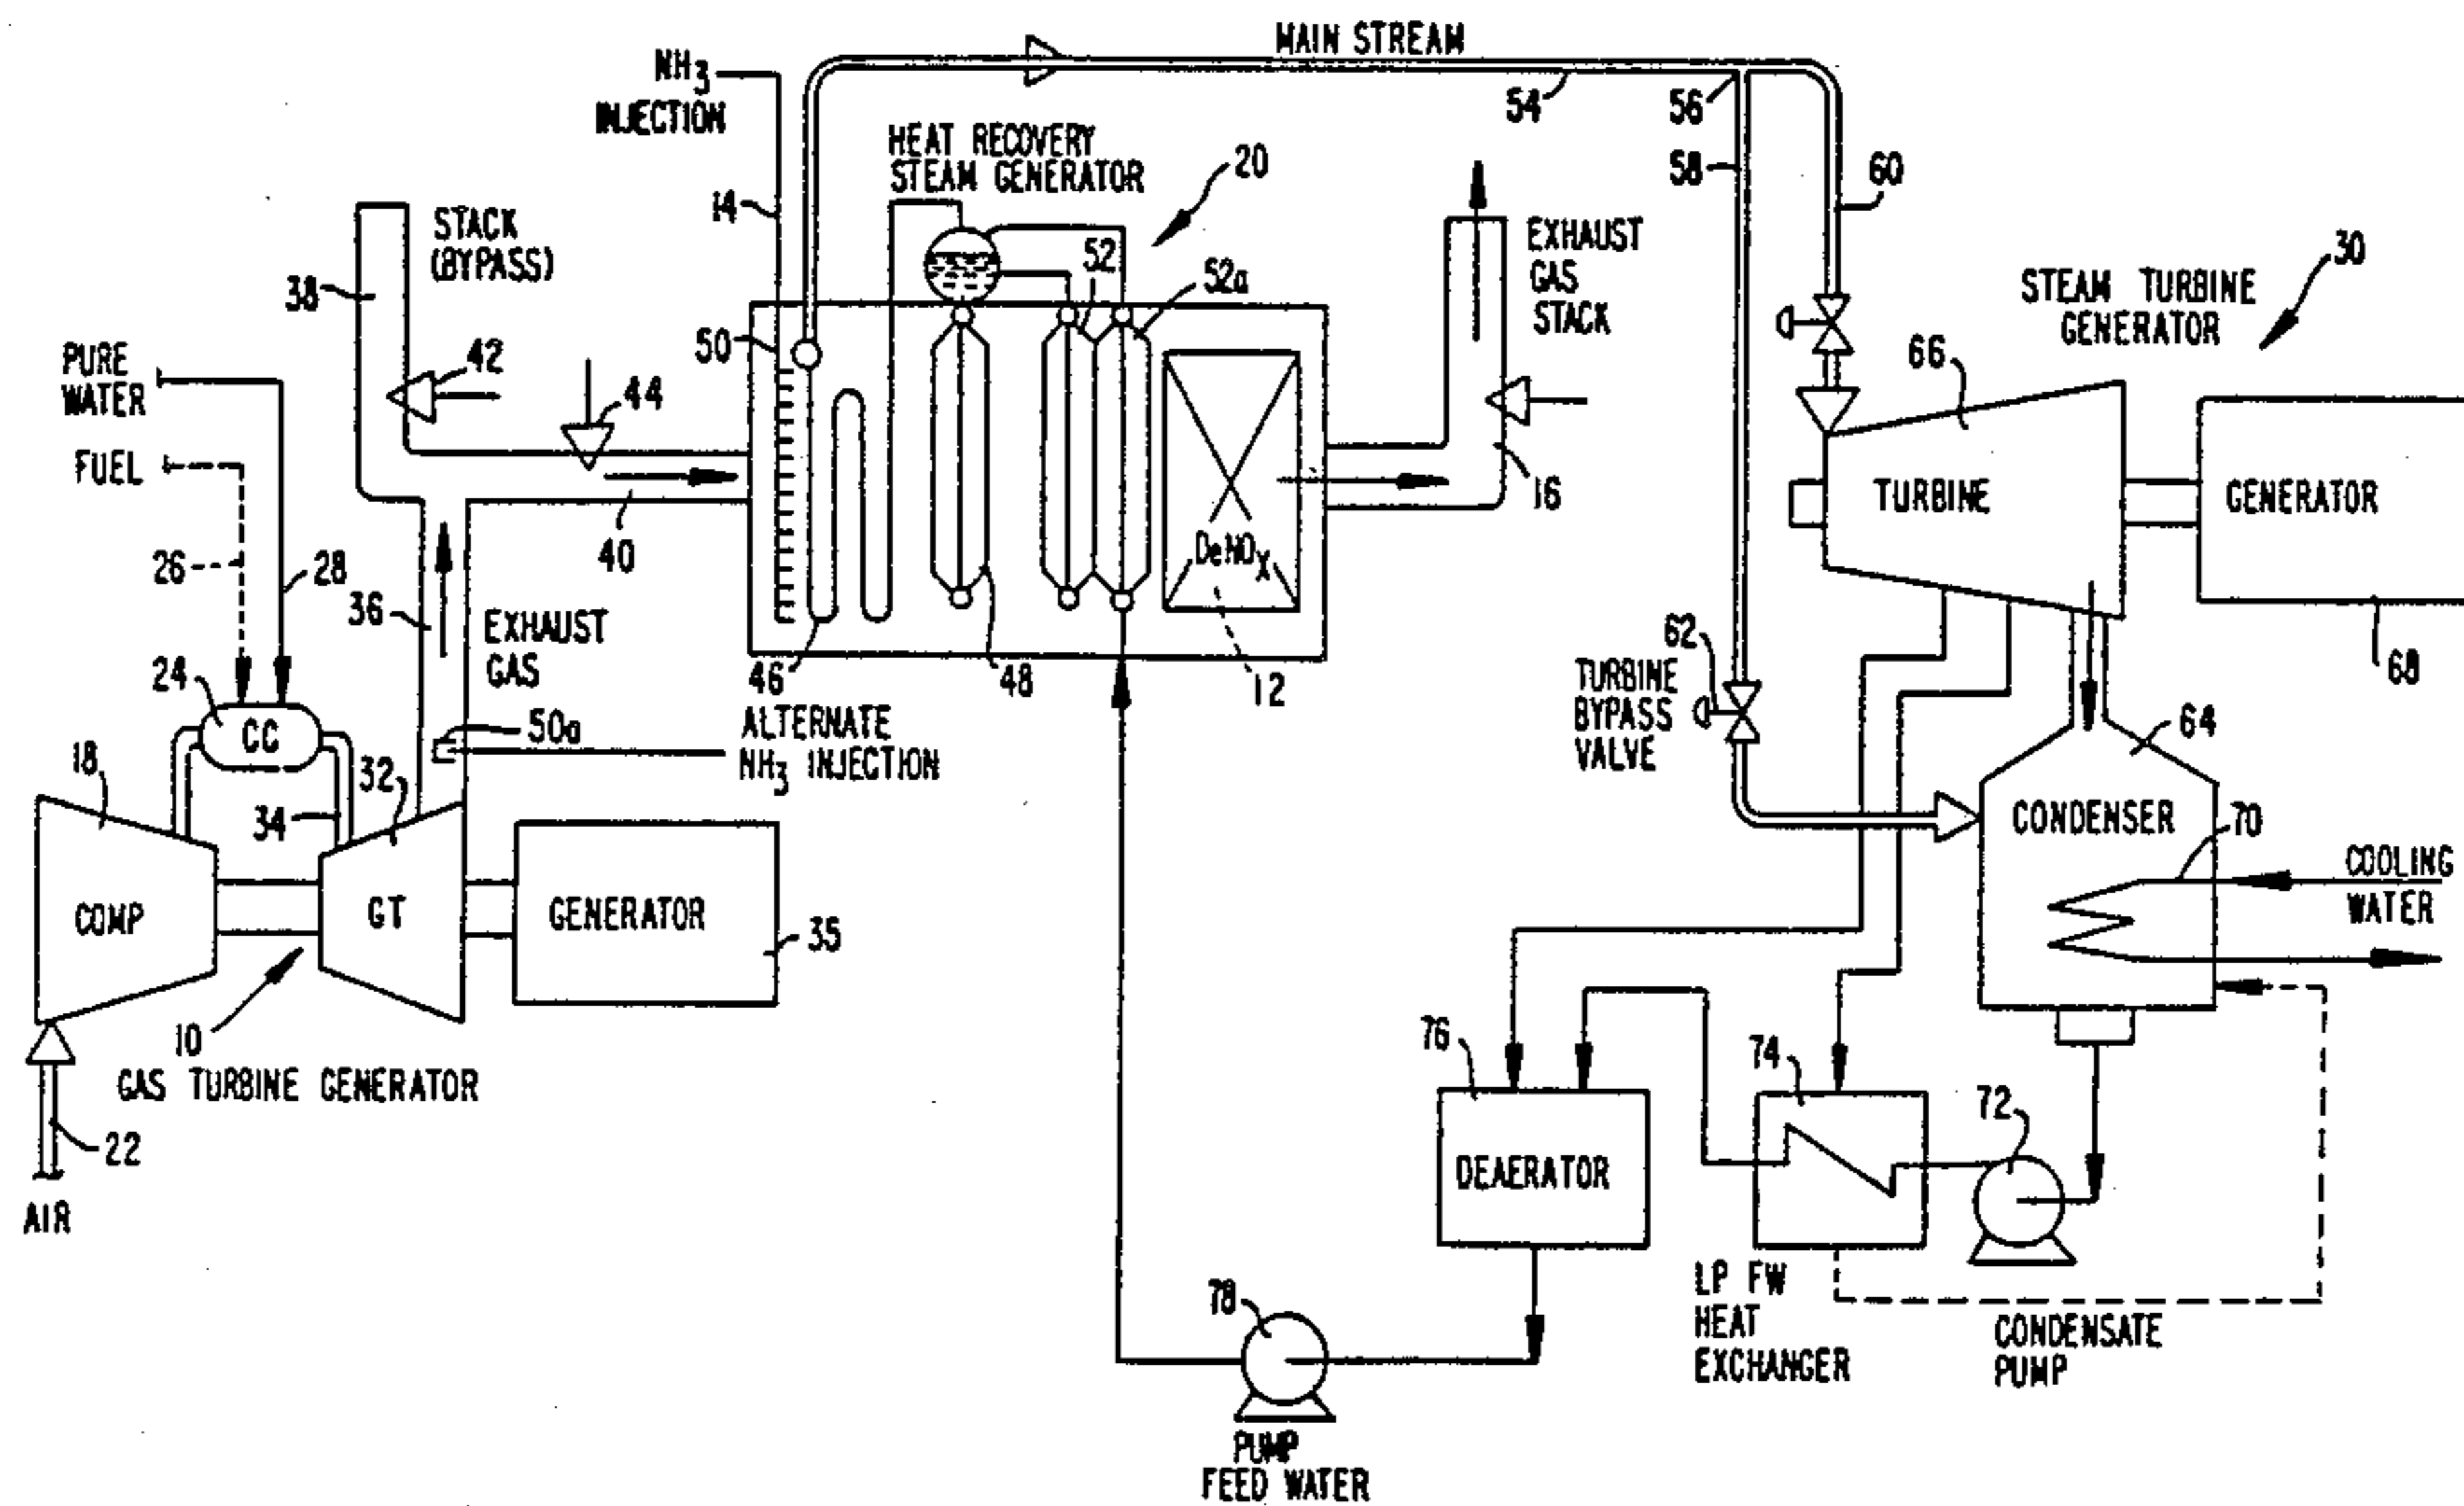 MAIN STREAM
NH3
INJECTION
54
56
HEAT RECOVERY
STEAM GENERATOR
20
58
60
14
STACK
(BYPASS)
38
52
52a
EXHAUST
GAS
STACK
30
STEAM TURBINE
GENERATOR
50
PURE
WATER
42
44
66
FUEL
TURBINE
GENERATOR
16
26
28
40
DeNOX
36
EXHAUST
GAS
46
48
12
62
TURBINE
BYPASS
VALVE
68
24
CC
50a
ALTERNATE
NH3 INJECTION
64
18
32
34
CONDENSER
70
COOLING
WATER
COMP
GT
GENERATOR
35
10
GAS TURBINE GENERATOR
76
74
72
22
AIR
DEAERATOR
78
LP FW
HEAT
EXCHANGER
CONDENSATE
PUMP
PUMP
FEED WATER